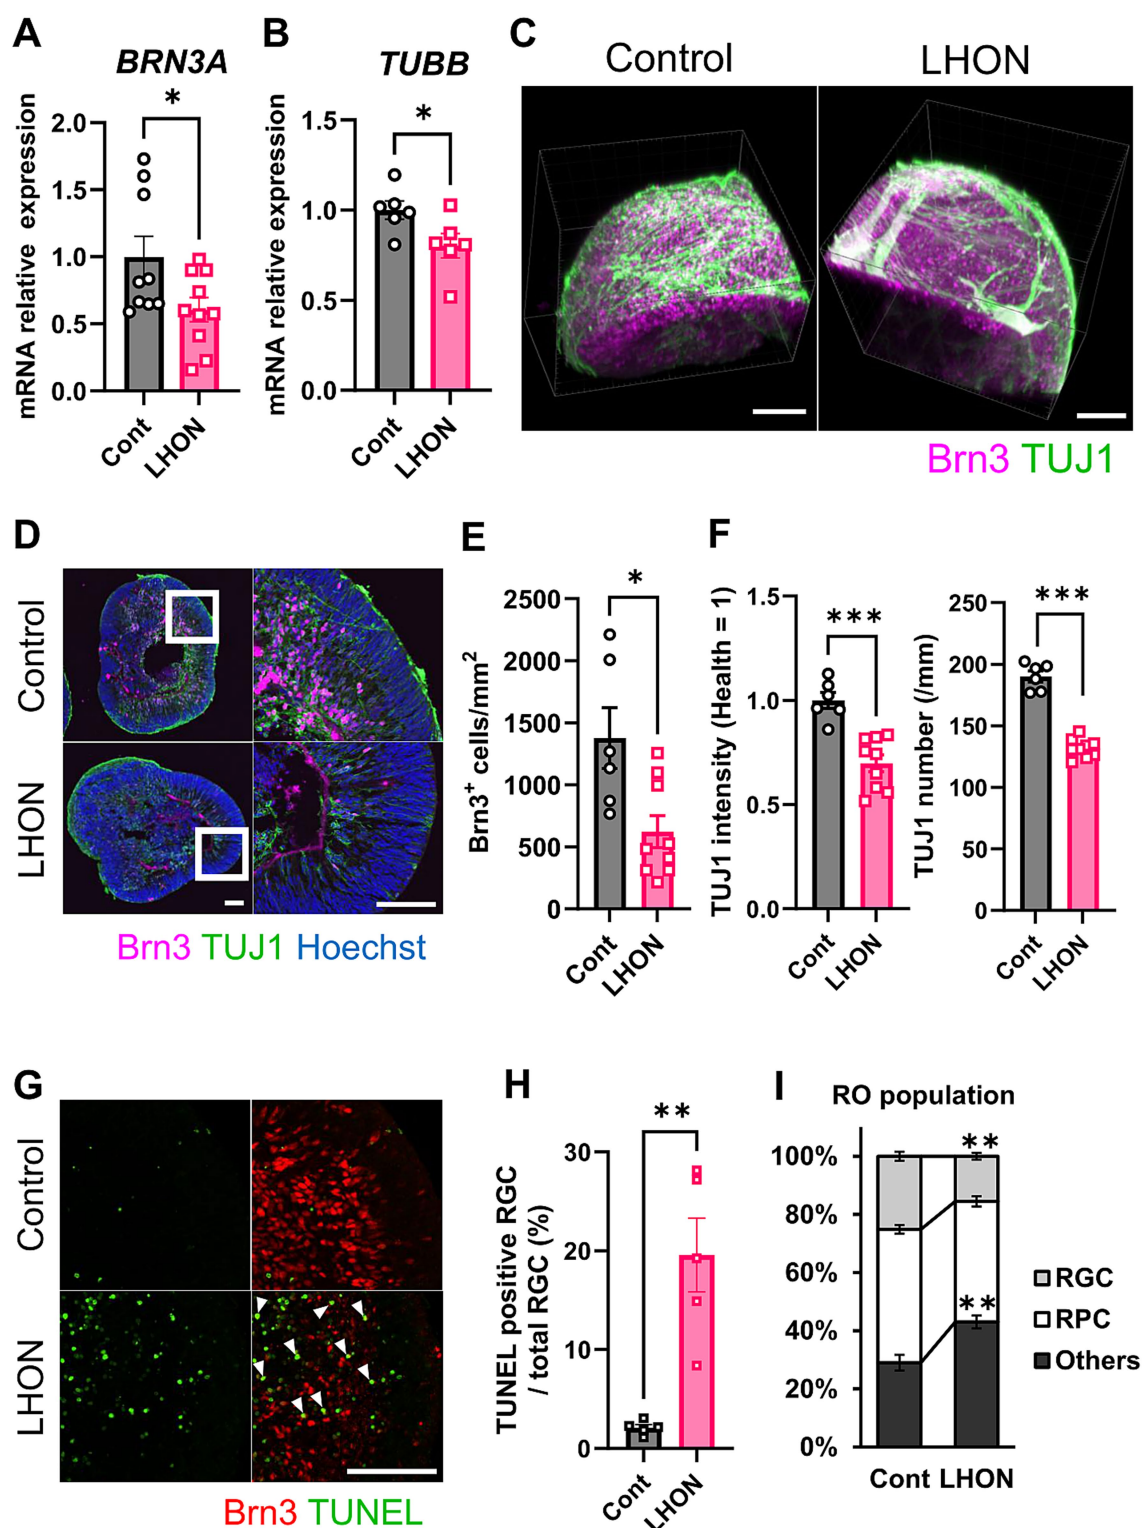 A
BRN3A
*
mRNA relative expression
2.0
1.5
1.0
0.5
0.0
Cont
LHON
B
TUBB
*
mRNA relative expression
1.5
1.0
0.5
0.0
Cont
LHON
C
Control
LHON
Brn3 TUJ1
D
Control
LHON
Brn3 TUJ1 Hoechst
E
*
Brn3⁺ cells/mm²
2500
2000
1500
1000
500
0
Cont
LHON
F
***
TUJ1 intensity (Health = 1)
1.5
1.0
0.5
0.0
Cont
LHON
***
TUJ1 number (/mm)
250
200
150
100
50
0
Cont
LHON
G
Control
LHON
Brn3 TUNEL
H
**
TUNEL positive RGC
/ total RGC (%)
30
20
10
0
Cont
LHON
I
RO population
**
100%
80%
60%
**
40%
20%
0%
Cont LHON
RGC
RPC
Others